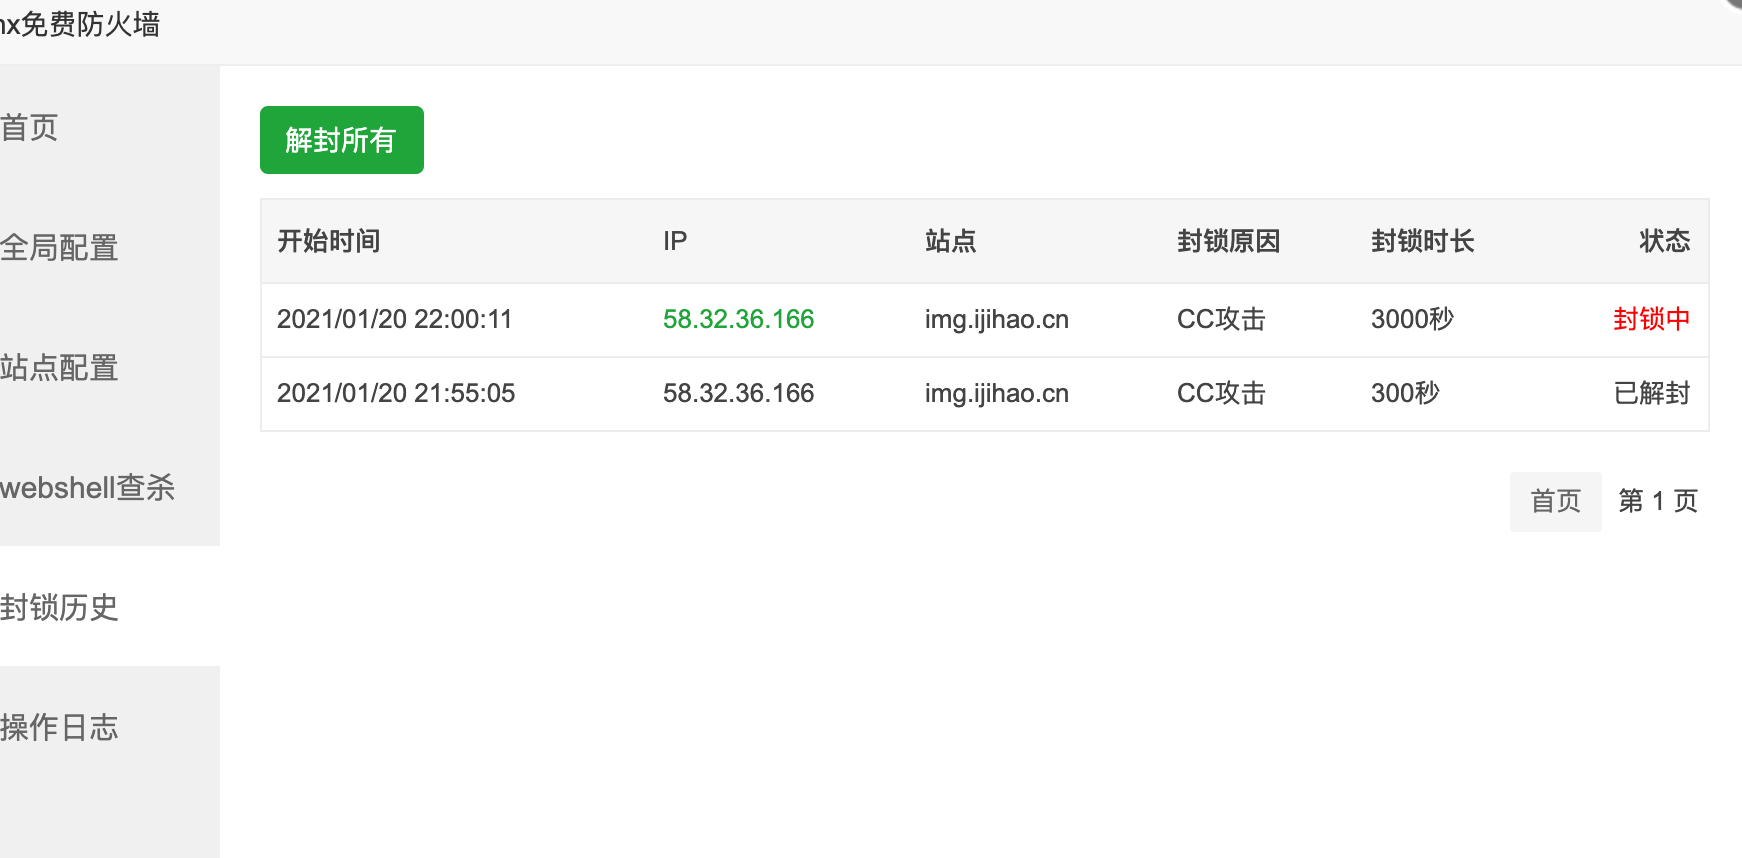 nx免费防火墙
首页
全局配置
站点配置
webshell查杀
封锁历史
操作日志
解封所有
开始时间 IP 站点 封锁原因 封锁时长 状态
2021/01/20 22:00:11 58.32.36.166 img.ijihao.cn CC攻击 3000秒 封锁中
2021/01/20 21:55:05 58.32.36.166 img.ijihao.cn CC攻击 300秒 已解封
首页 第 1 页